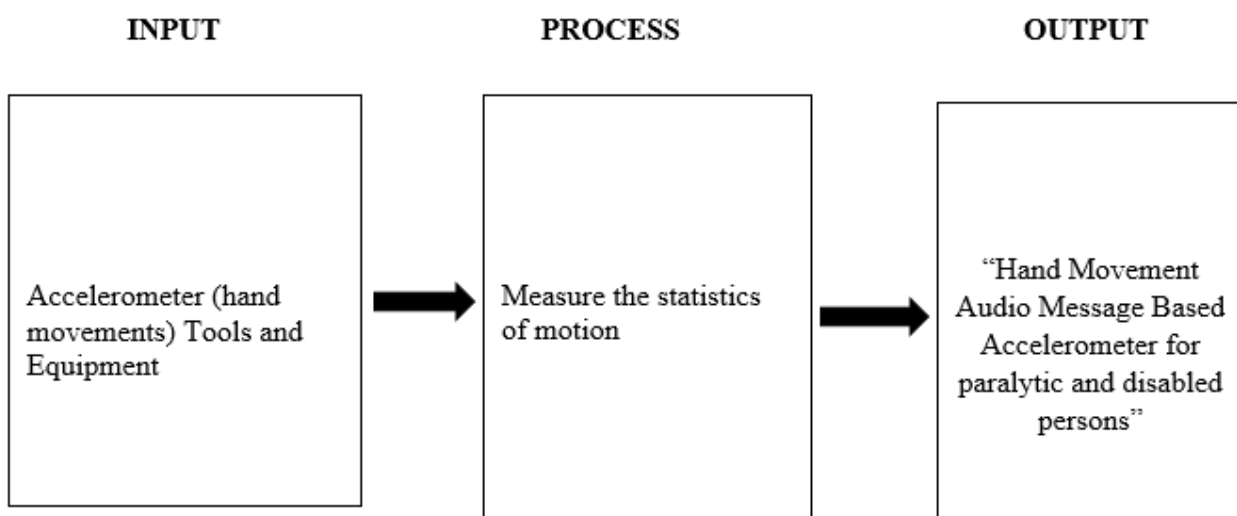 INPUT
PROCESS
OUTPUT
Accelerometer (hand
movements) Tools and
Equipment
Measure the statistics
of motion
“Hand Movement
Audio Message Based
Accelerometer for
paralytic and disabled
persons”